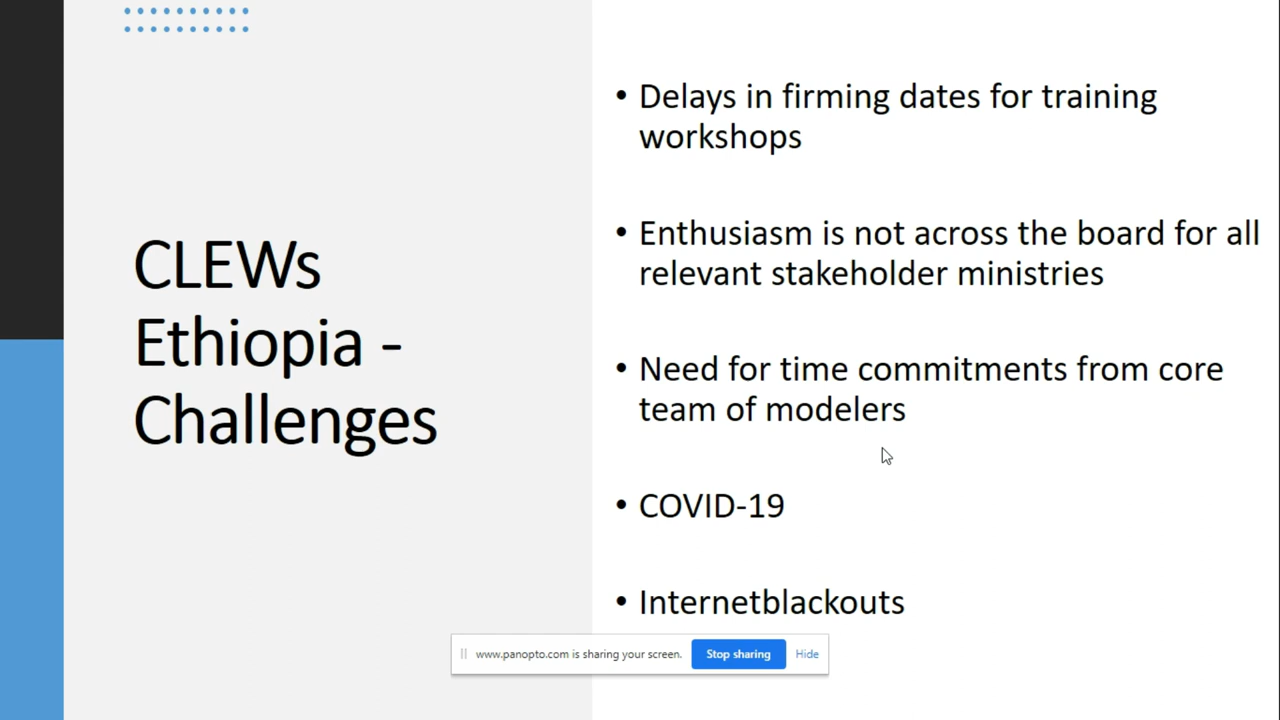 CLEWs
Ethiopia -
Challenges
• Delays in firming dates for training
workshops
• Enthusiasm is not across the board for all
relevant stakeholder ministries
• Need for time commitments from core
team of modelers
• COVID-19
• Internetblackouts
www.panopto.com is sharing your screen. Stop sharing Hide